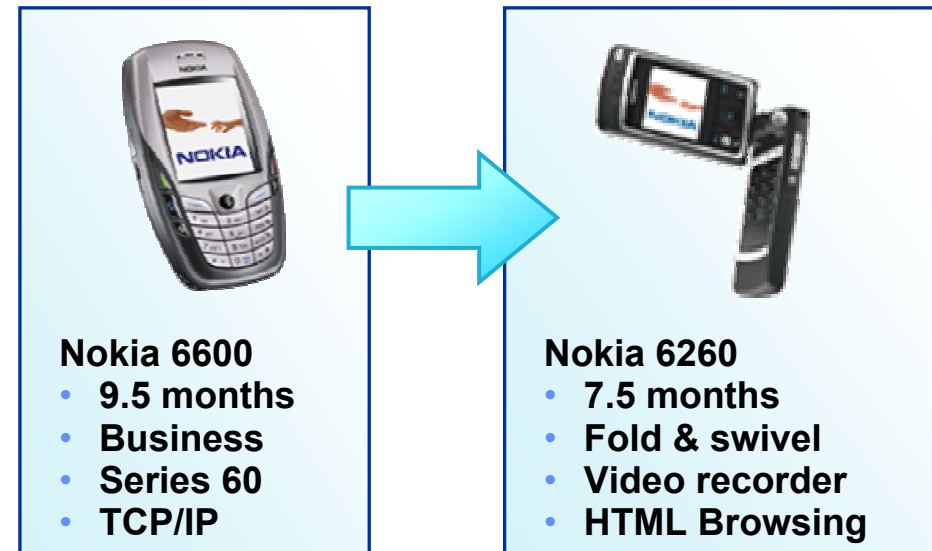 NOKIA
NOKIA
Nokia 6600
• 9.5 months
• Business
• Series 60
• TCP/IP
NOKIA
Nokia 6260
• 7.5 months
• Fold & swivel
• Video recorder
• HTML Browsing